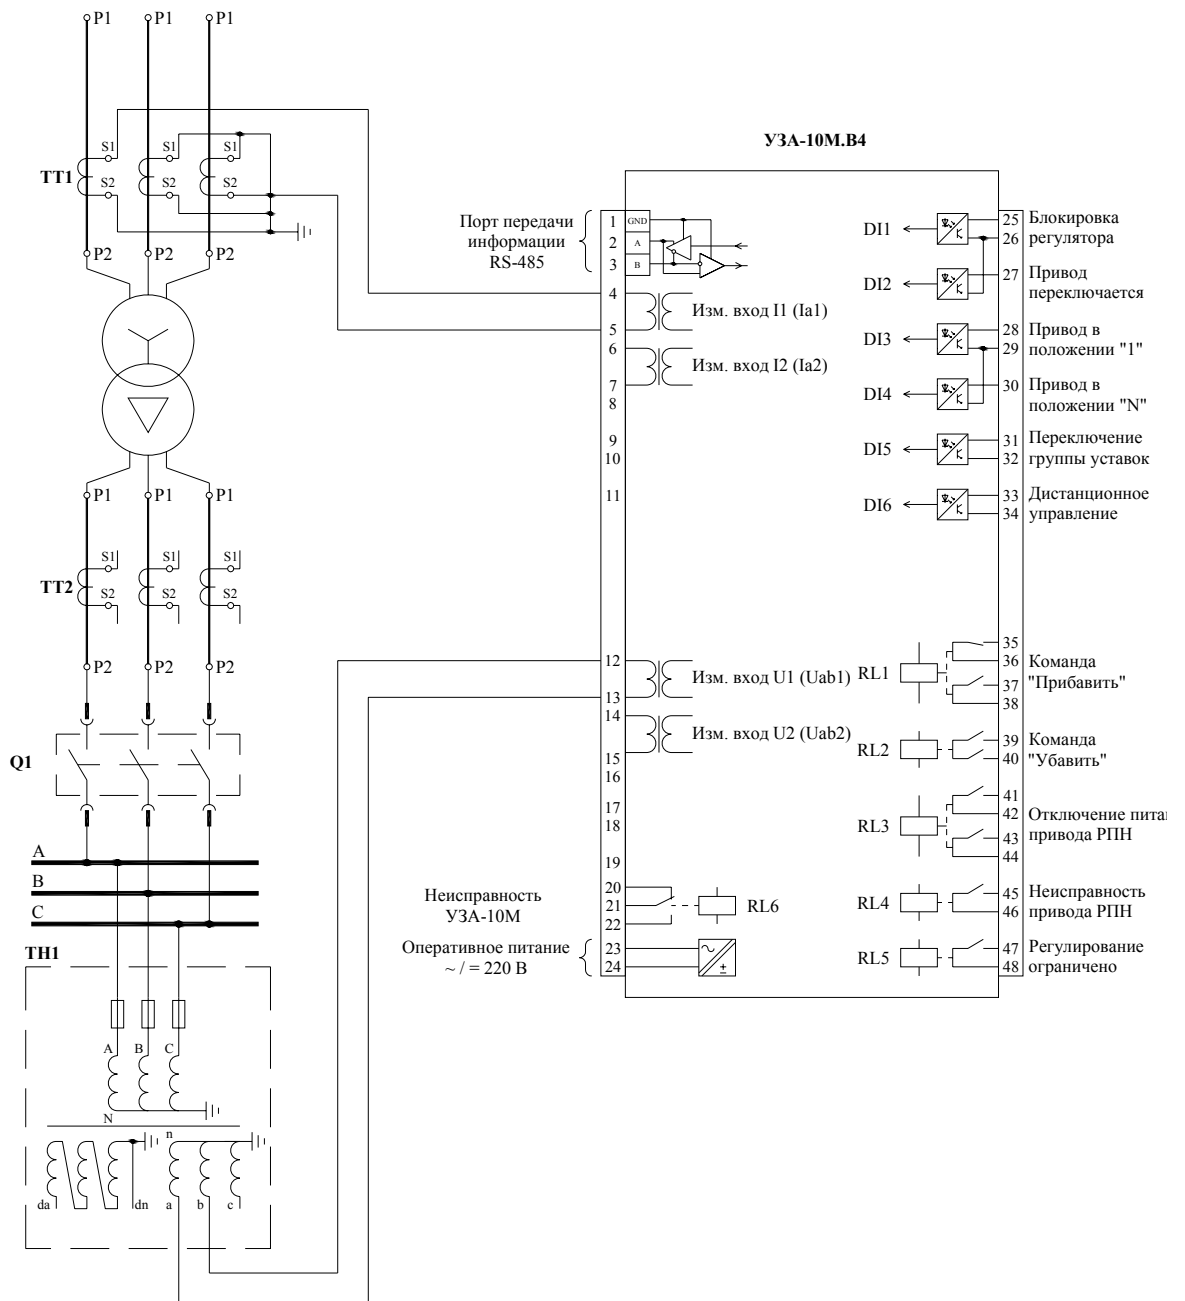 P1 P1 P1
S1 S1 S1
ТТ1
S2 S2 S2
P2 P2 P2
P1 P1 P1
S1 S1 S1
ТТ2
S2 S2 S2
P2 P2 P2
Q1
A
B
C
ТН1
A B C
N
n
da dn a b c
УЗА-10М.В4
Порт передачи
информации
RS-485
1 GND
2 A
3 B
4
Изм. вход I1 (Ia1)
5
6
Изм. вход I2 (Ia2)
7
8
9
10
11
12
Изм. вход U1 (Uab1)
13
14
Изм. вход U2 (Uab2)
15
16
17
18
19
Неисправность
УЗА-10М
20
21
22
RL6
Оперативное питание
~ / = 220 В
23
24
DI1
25
26
Блокировка
регулятора
DI2
27
Привод
переключается
DI3
28
29
Привод в
положении "1"
DI4
30
Привод в
положении "N"
DI5
31
32
Переключение
группы уставок
DI6
33
34
Дистанционное
управление
RL1
35
36
37
38
Команда
"Прибавить"
RL2
39
40
Команда
"Убавить"
RL3
41
42
43
44
Отключение пита
привода РПН
RL4
45
46
Неисправность
привода РПН
RL5
47
48
Регулирование
ограничено